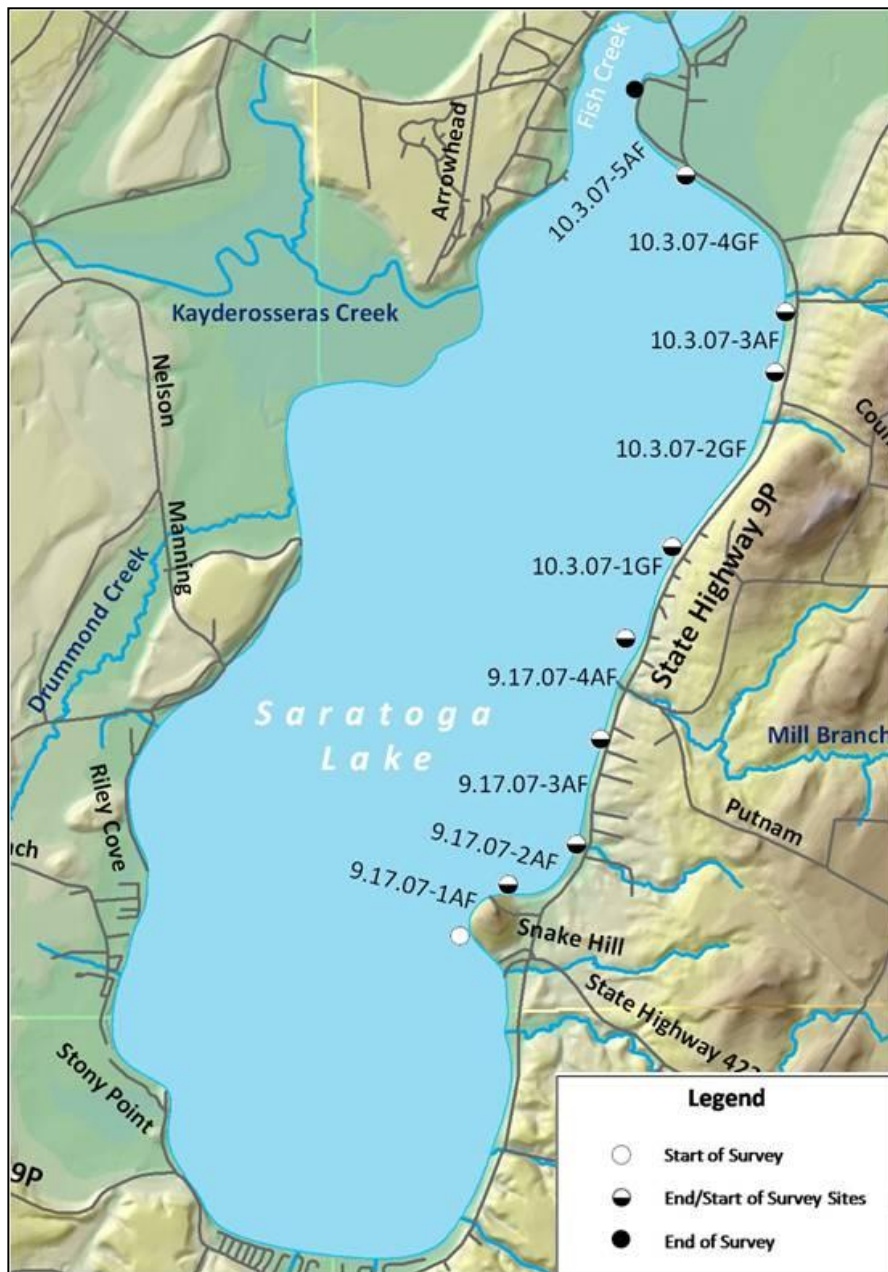 Fish Creek
Arrowhead
10.3.07-5AF
10.3.07-4GF
Kayderosseras Creek
10.3.07-3AF
Nelson
10.3.07-2GF
State Highway 9P
Manning
10.3.07-1GF
Drummond Creek
9.17.07-4AF
Saratoga
Lake
Mill Branch
Riley Cove
9.17.07-3AF
Putnam
9.17.07-2AF
9.17.07-1AF
Snake Hill
State Highway
Stony Point
9P
Legend
Start of Survey
End/Start of Survey Sites
End of Survey